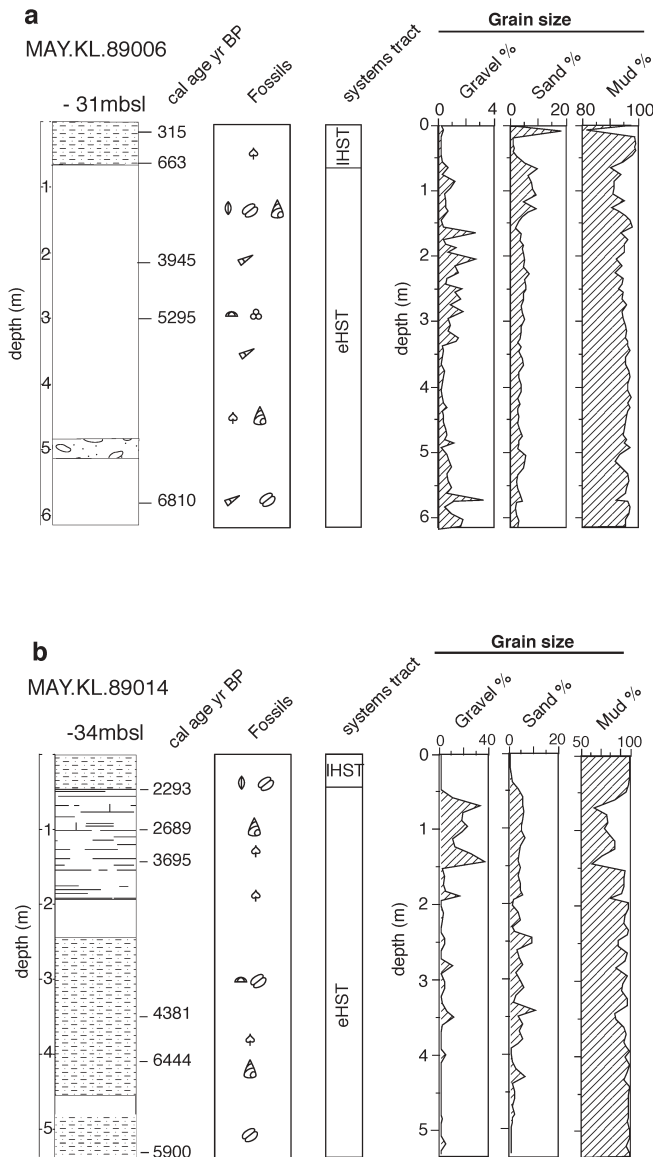 a
Grain size
MAY.KL.89006
cal age yr BP
Fossils
systems tract
Gravel %
Sand %
Mud %
- 31mbsl
0 4 0 20 80 100
315
663
3945
5295
6810
lHST
eHST
depth (m)
1
2
3
4
5
6
depth (m)
0
1
2
3
4
5
6
b
Grain size
MAY.KL.89014
cal age yr BP
Fossils
systems tract
Gravel %
Sand %
Mud %
-34mbsl
0 40 0 20 50 100
2293
2689
3695
4381
6444
5900
lHST
eHST
depth (m)
1
2
3
4
5
depth (m)
0
1
2
3
4
5